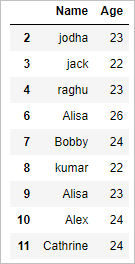 Name Age
2 jodha 23
3 jack 22
4 raghu 23
6 Alisa 26
7 Bobby 24
8 kumar 22
9 Alisa 23
10 Alex 24
11 Cathrine 24